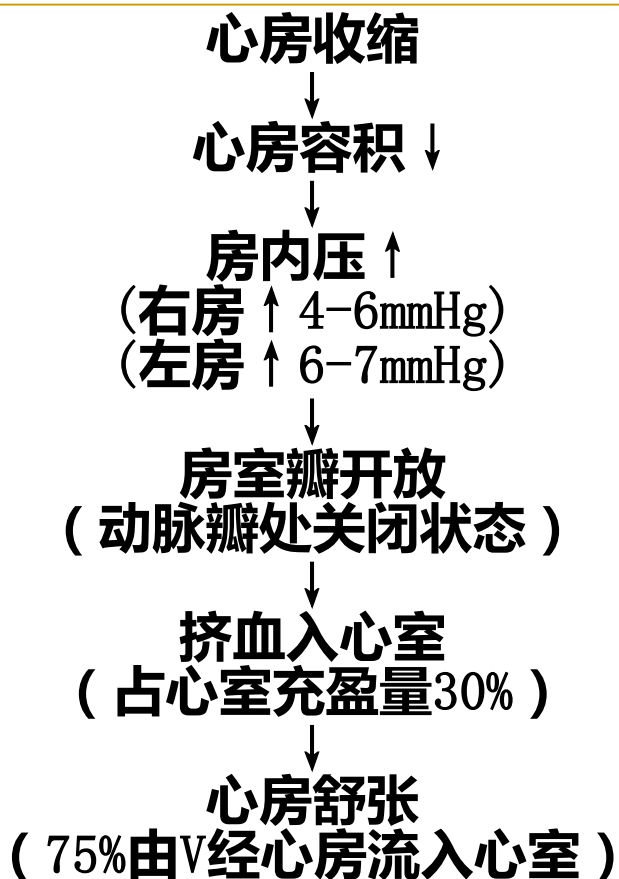 心房收缩
心房容积↓
房内压↑
(右房↑4-6mmHg)
(左房↑6-7mmHg)
房室瓣开放
(动脉瓣处关闭状态)
挤血入心室
(占心室充盈量30%)
心房舒张
(75%由V经心房流入心室)